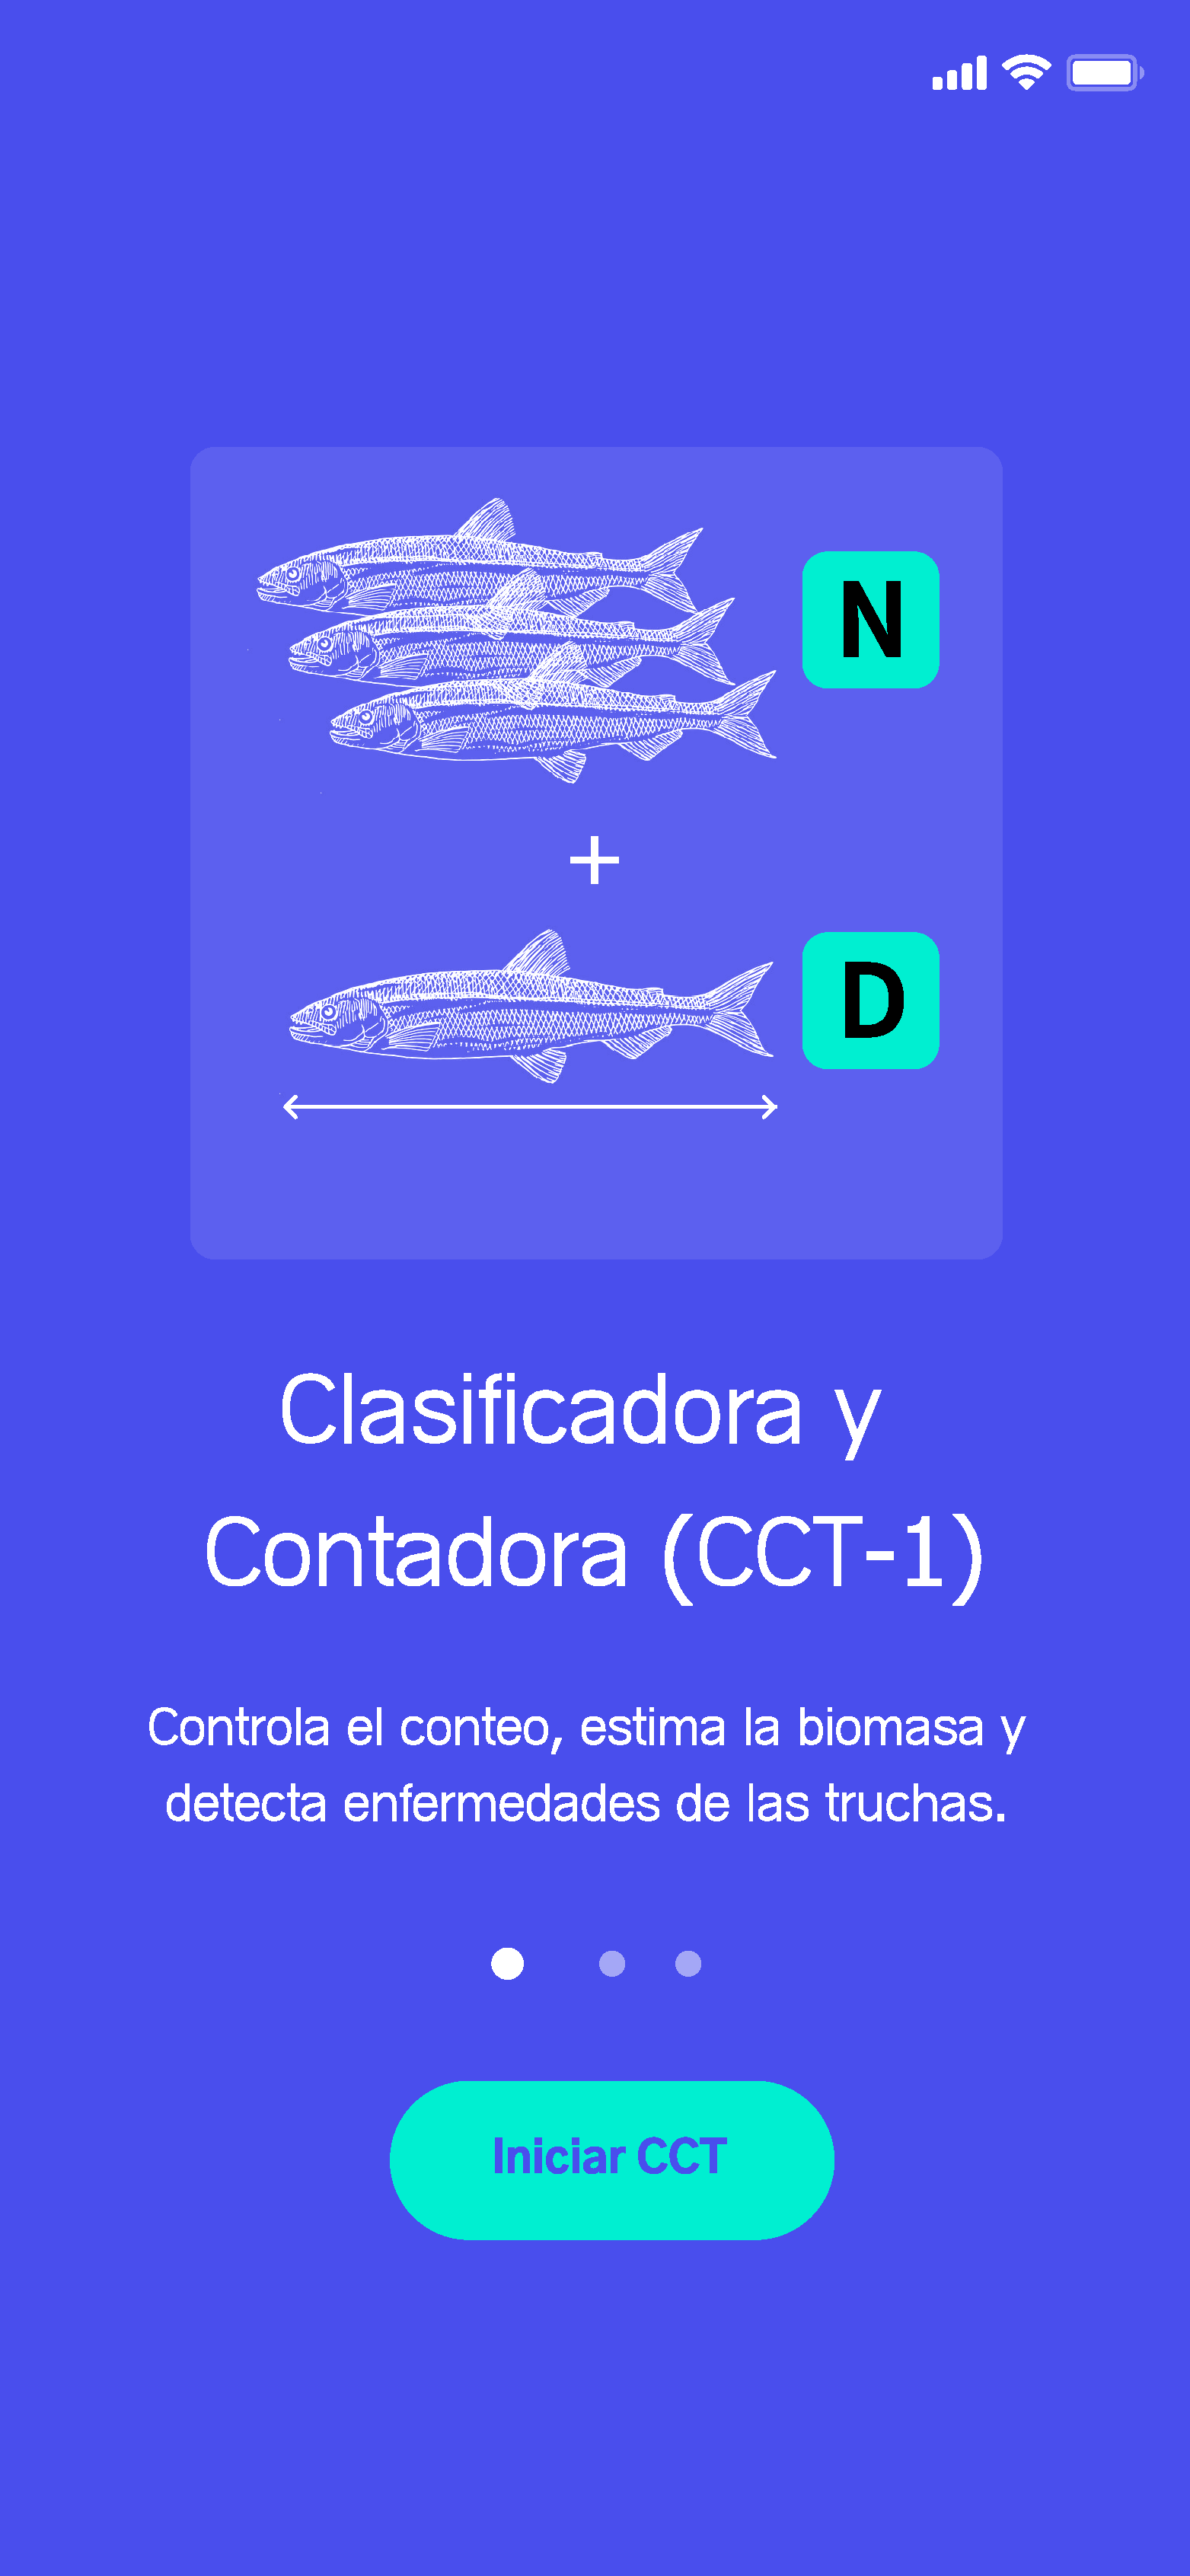 N
+
D
Clasificadora y
Contadora (CCT-1)
Controla el conteo, estima la biomasa y
detecta enfermedades de las truchas.
Iniciar CCT